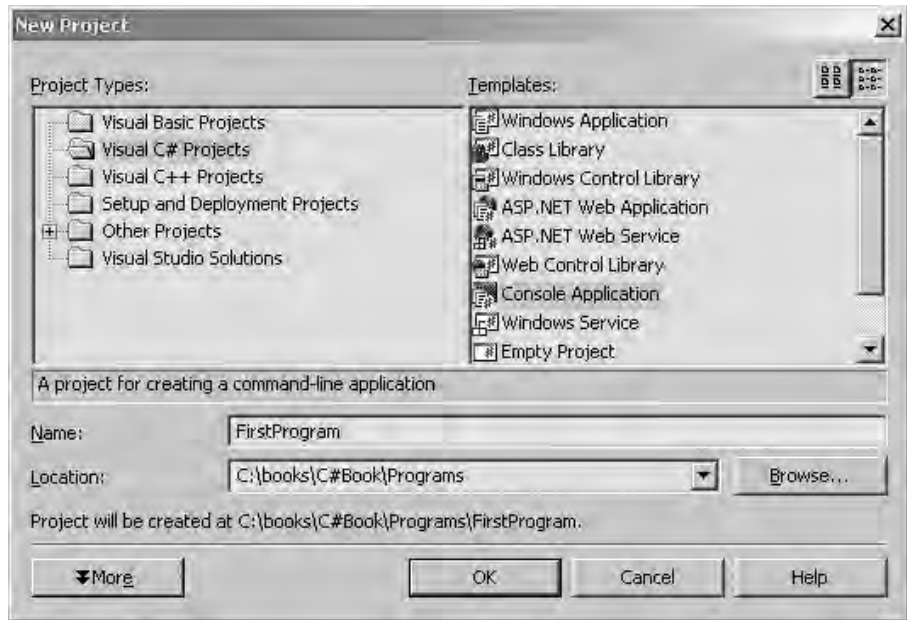 New Project
Project Types:
Templates:
Visual Basic Projects
Visual C# Projects
Visual C++ Projects
Setup and Deployment Projects
Other Projects
Visual Studio Solutions
Windows Application
Class Library
Windows Control Library
ASP.NET Web Application
ASP.NET Web Service
Web Control Library
Console Application
Windows Service
Empty Project
A project for creating a command-line application
Name:
FirstProgram
Location:
C:\books\C#Book\Programs
Browse...
Project will be created at C:\books\C#Book\Programs\FirstProgram.
More
OK
Cancel
Help